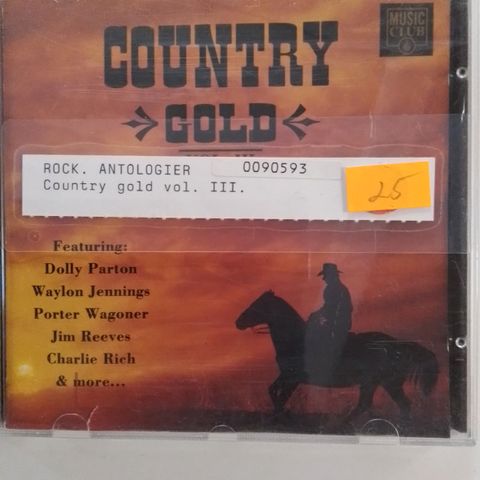 COUNTRY
MUSIC
CLUB
GOLD
ROCK. ANTOLOGIER 0090593
Country gold vol. III.
25
Featuring:
Dolly Parton
Waylon Jennings
Porter Wagoner
Jim Reeves
Charlie Rich
& more...